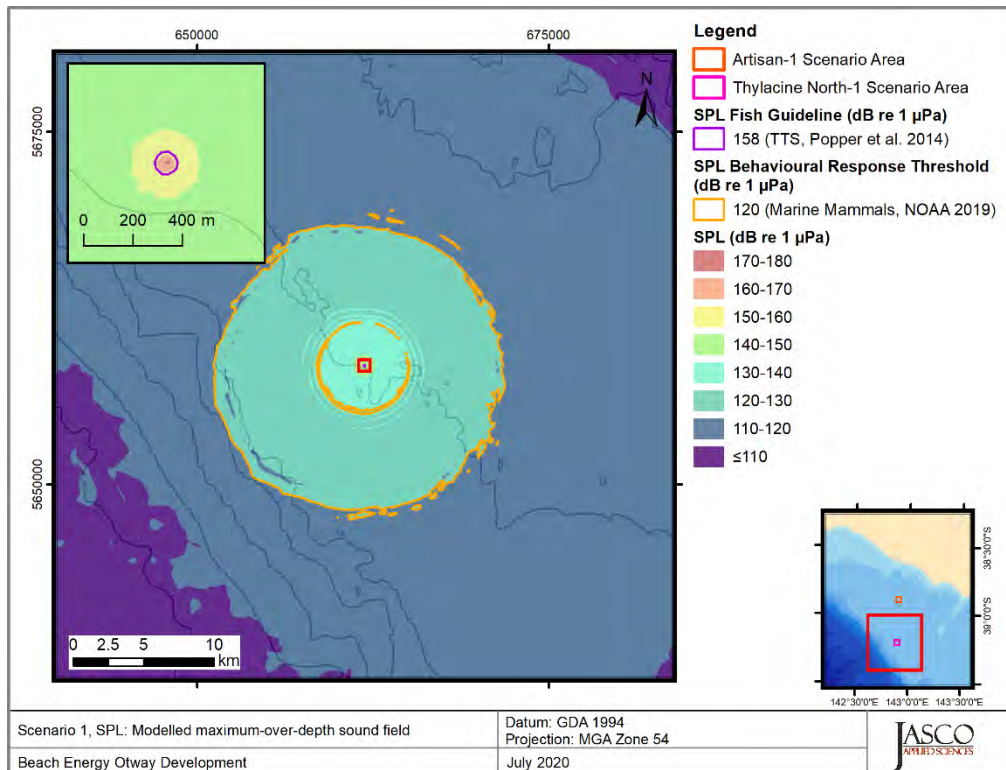 650000
675000
5675000
5650000
N
0 200 400 m
0 2.5 5 10
km
Legend
Artisan-1 Scenario Area
Thylacine North-1 Scenario Area
SPL Fish Guideline (dB re 1 µPa)
158 (TTS, Popper et al. 2014)
SPL Behavioural Response Threshold
(dB re 1 µPa)
120 (Marine Mammals, NOAA 2019)
SPL (dB re 1 µPa)
170-180
160-170
150-160
140-150
130-140
120-130
110-120
≤110
38°30'S
39°0'S
142°30'E 143°0'E 143°30'E
Scenario 1, SPL: Modelled maximum-over-depth sound field
Datum: GDA 1994
Projection: MGA Zone 54
Beach Energy Otway Development
July 2020
JASCO
APPLIED SCIENCES